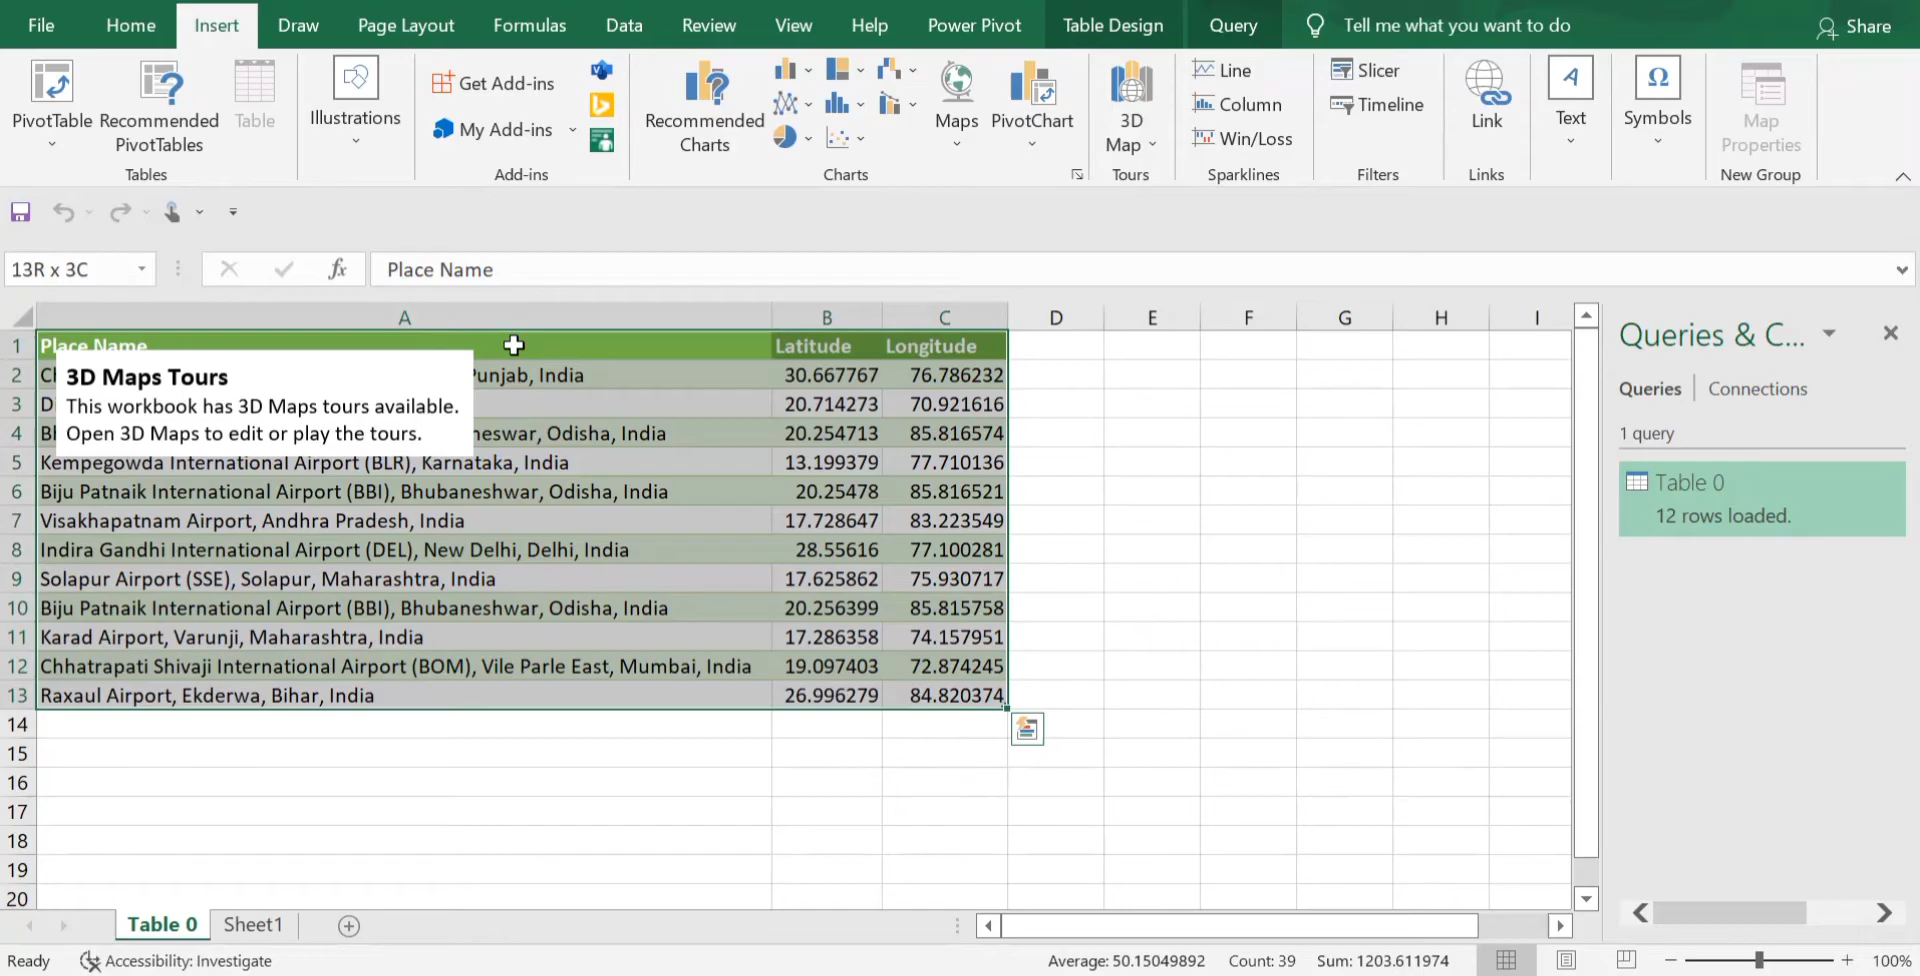 File Home Insert Draw Page Layout Formulas Data Review View Help Power Pivot Table Design Query Tell me what you want to do Share
PivotTable
Recommended
PivotTables
Table
Tables
Illustrations
Get Add-ins
My Add-ins
Add-ins
Recommended
Charts
Maps
PivotChart
Charts
3D
Map
Tours
Line
Column
Win/Loss
Sparklines
Slicer
Timeline
Filters
Link
Links
Text
Symbols
Map
Properties
New Group
13R x 3C fx Place Name
A B C D E F G H I
1 Place Name Latitude Longitude
2 Punjab, India 30.667767 76.786232
3 20.714273 70.921616
4 neswar, Odisha, India 20.254713 85.816574
5 Kempegowda International Airport (BLR), Karnataka, India 13.199379 77.710136
6 Biju Patnaik International Airport (BBI), Bhubaneshwar, Odisha, India 20.25478 85.816521
7 Visakhapatnam Airport, Andhra Pradesh, India 17.728647 83.223549
8 Indira Gandhi International Airport (DEL), New Delhi, Delhi, India 28.55616 77.100281
9 Solapur Airport (SSE), Solapur, Maharashtra, India 17.625862 75.930717
10 Biju Patnaik International Airport (BBI), Bhubaneshwar, Odisha, India 20.256399 85.815758
11 Karad Airport, Varunji, Maharashtra, India 17.286358 74.157951
12 Chhatrapati Shivaji International Airport (BOM), Vile Parle East, Mumbai, India 19.097403 72.874245
13 Raxaul Airport, Ekderwa, Bihar, India 26.996279 84.820374
14
15
16
17
18
19
20
3D Maps Tours
This workbook has 3D Maps tours available.
Open 3D Maps to edit or play the tours.
Queries & C...
Queries Connections
1 query
Table 0
12 rows loaded.
Table 0 Sheet1
Ready Accessibility: Investigate Average: 50.15049892 Count: 39 Sum: 1203.611974 100%